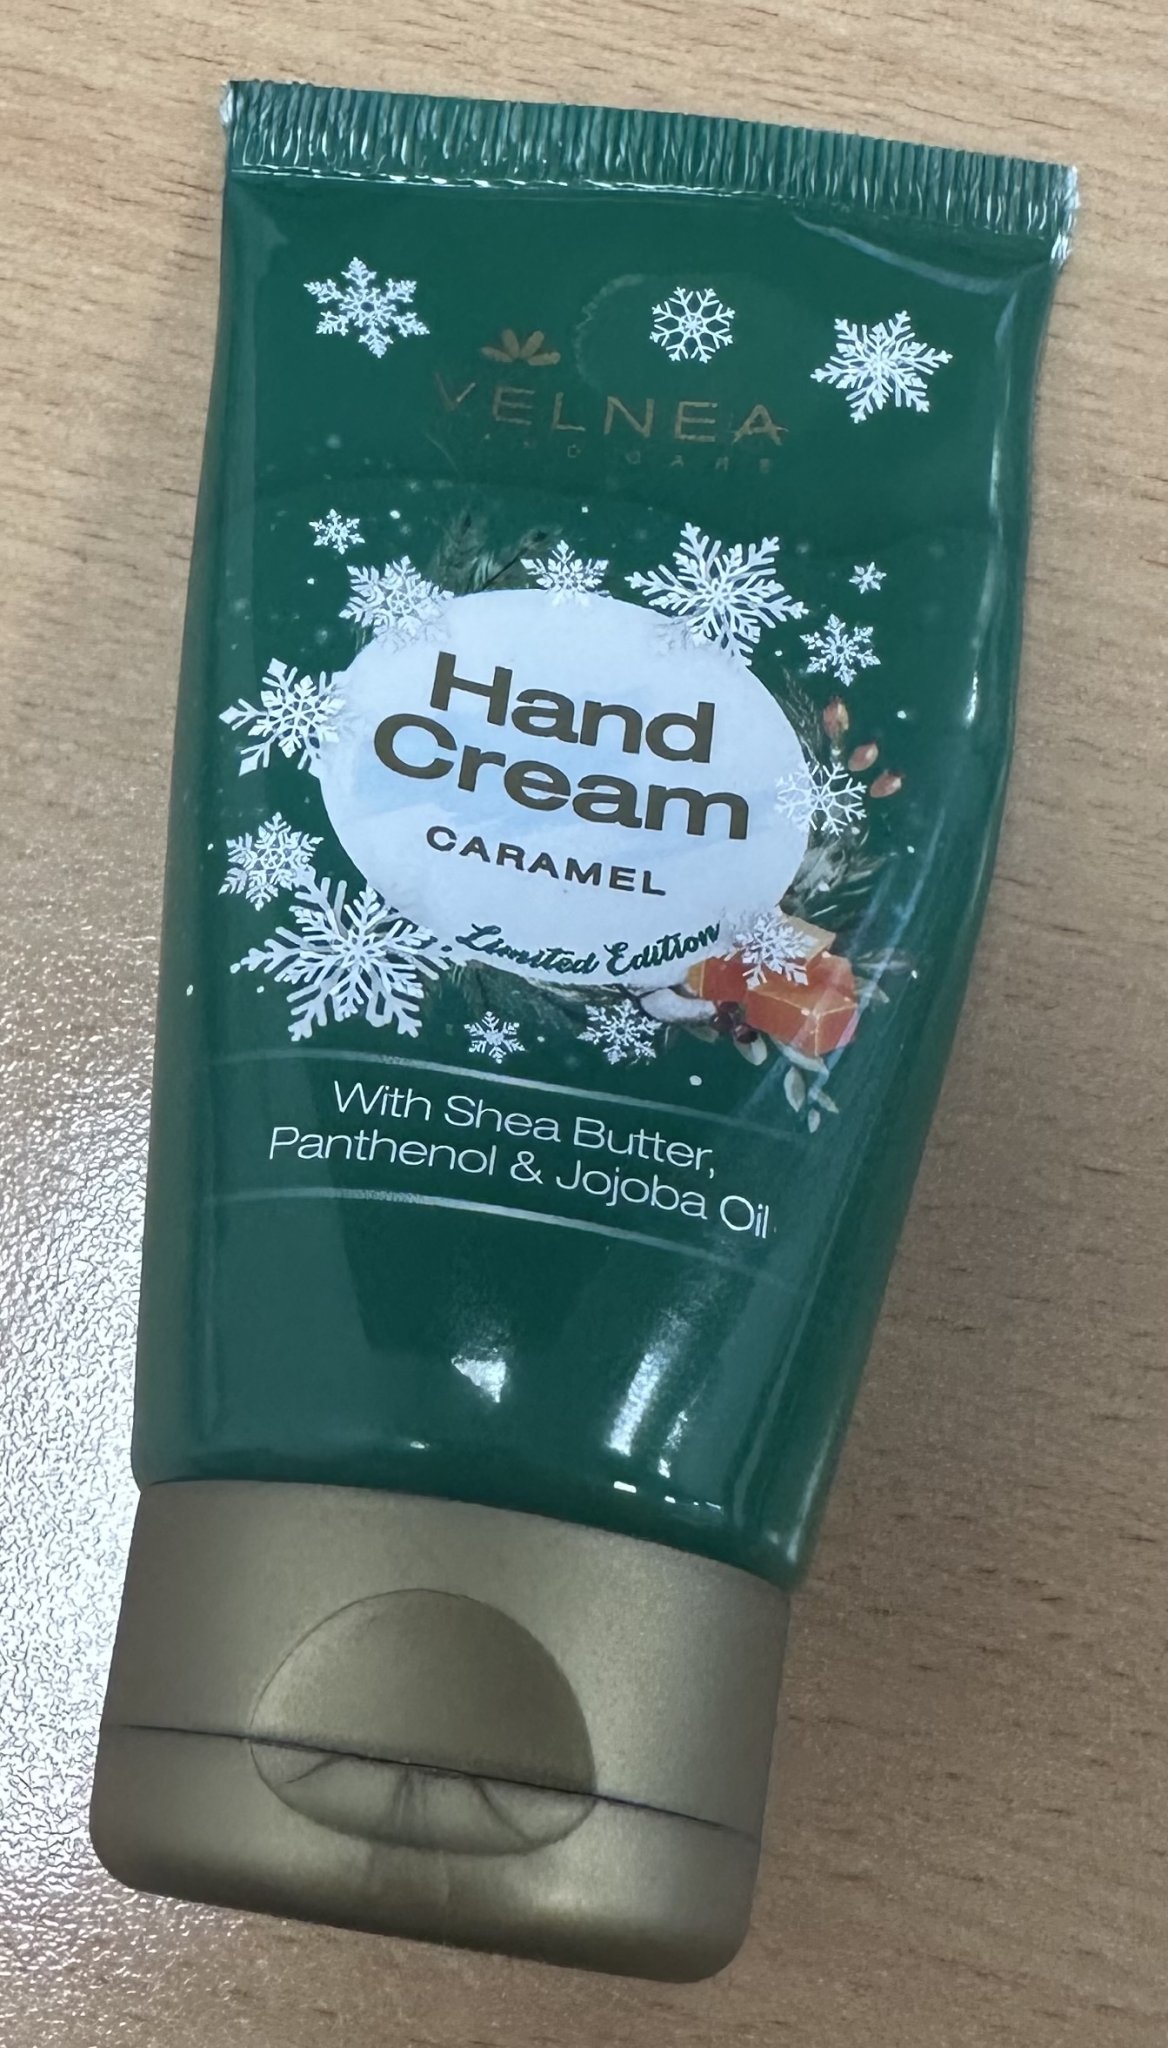 VELNEA
Hand
Cream
CARAMEL
Limited Edition
With Shea Butter,
Panthenol & Jojoba Oil